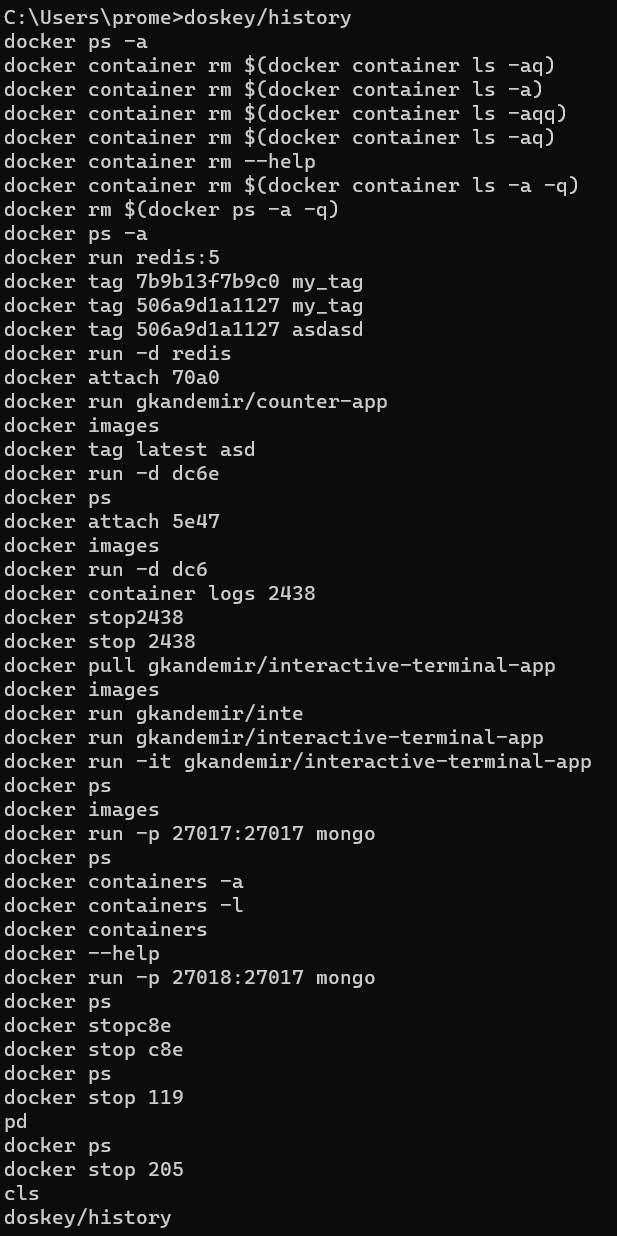 C:\Users\prome>doskey/history
docker ps -a
docker container rm $(docker container ls -aq)
docker container rm $(docker container ls -a)
docker container rm $(docker container ls -aqq)
docker container rm $(docker container ls -aq)
docker container rm --help
docker container rm $(docker container ls -a -q)
docker rm $(docker ps -a -q)
docker ps -a
docker run redis:5
docker tag 7b9b13f7b9c0 my_tag
docker tag 506a9d1a1127 my_tag
docker tag 506a9d1a1127 asdasd
docker run -d redis
docker attach 70a0
docker run gkandemir/counter-app
docker images
docker tag latest asd
docker run -d dc6e
docker ps
docker attach 5e47
docker images
docker run -d dc6
docker container logs 2438
docker stop2438
docker stop 2438
docker pull gkandemir/interactive-terminal-app
docker images
docker run gkandemir/inte
docker run gkandemir/interactive-terminal-app
docker run -it gkandemir/interactive-terminal-app
docker ps
docker images
docker run -p 27017:27017 mongo
docker ps
docker containers -a
docker containers -l
docker containers
docker --help
docker run -p 27018:27017 mongo
docker ps
docker stopc8e
docker stop c8e
docker ps
docker stop 119
pd
docker ps
docker stop 205
cls
doskey/history